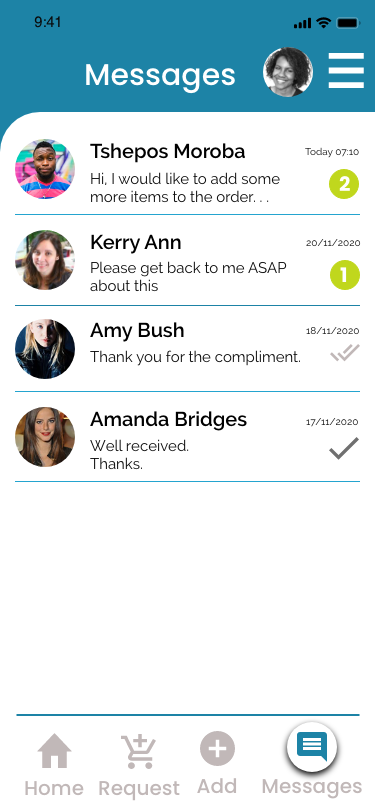 9:41
Messages
Tshepos Moroba
Today 07:10
Hi, I would like to add some
more items to the order. . .
2
Kerry Ann
20/11/2020
Please get back to me ASAP
about this
1
Amy Bush
18/11/2020
Thank you for the compliment.
Amanda Bridges
17/11/2020
Well received.
Thanks.
Home
Request
Add
Messages